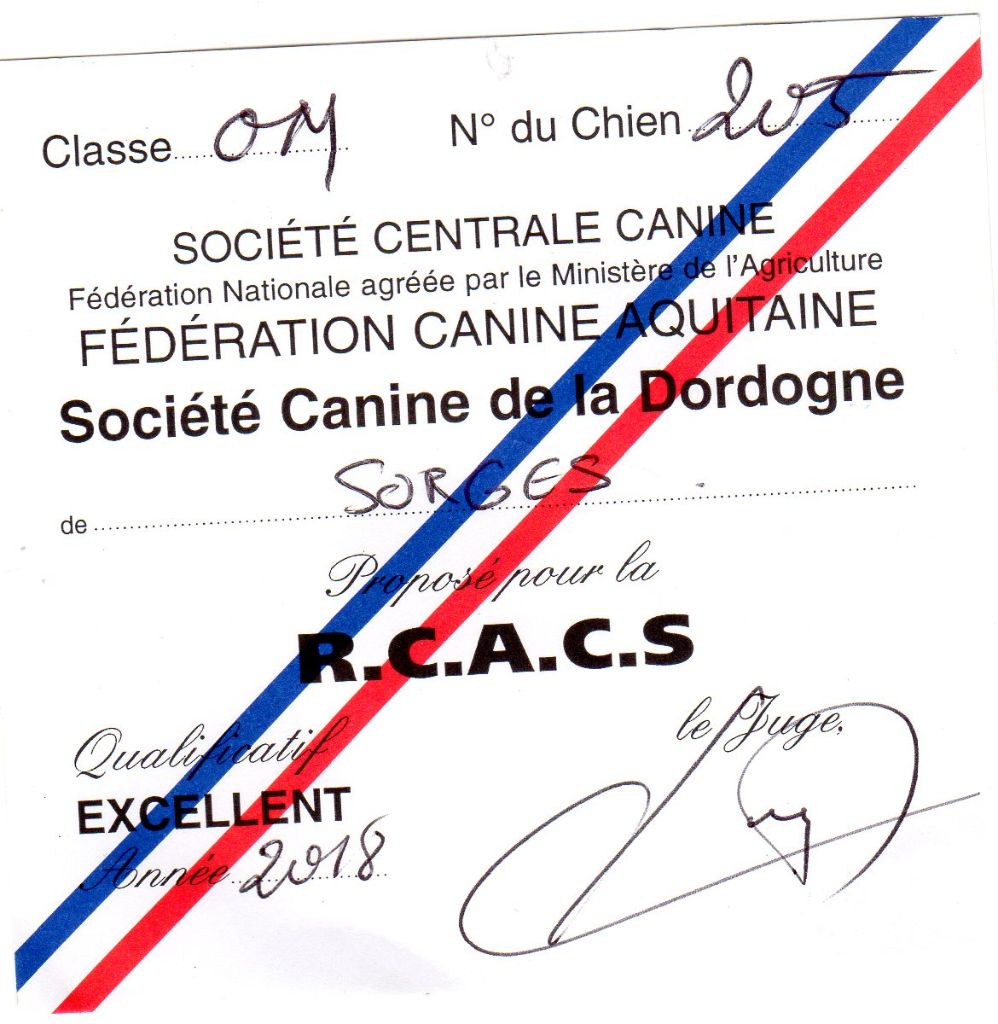 Classe OM N° du Chien 205
SOCIÉTÉ CENTRALE CANINE
Fédération Nationale agréée par le Ministère de l'Agriculture
FÉDÉRATION CANINE AQUITAINE
Société Canine de la Dordogne
de SORGES
Proposé pour la
R.C.A.C.S
Qualificatif le Juge,
EXCELLENT
Année 2018